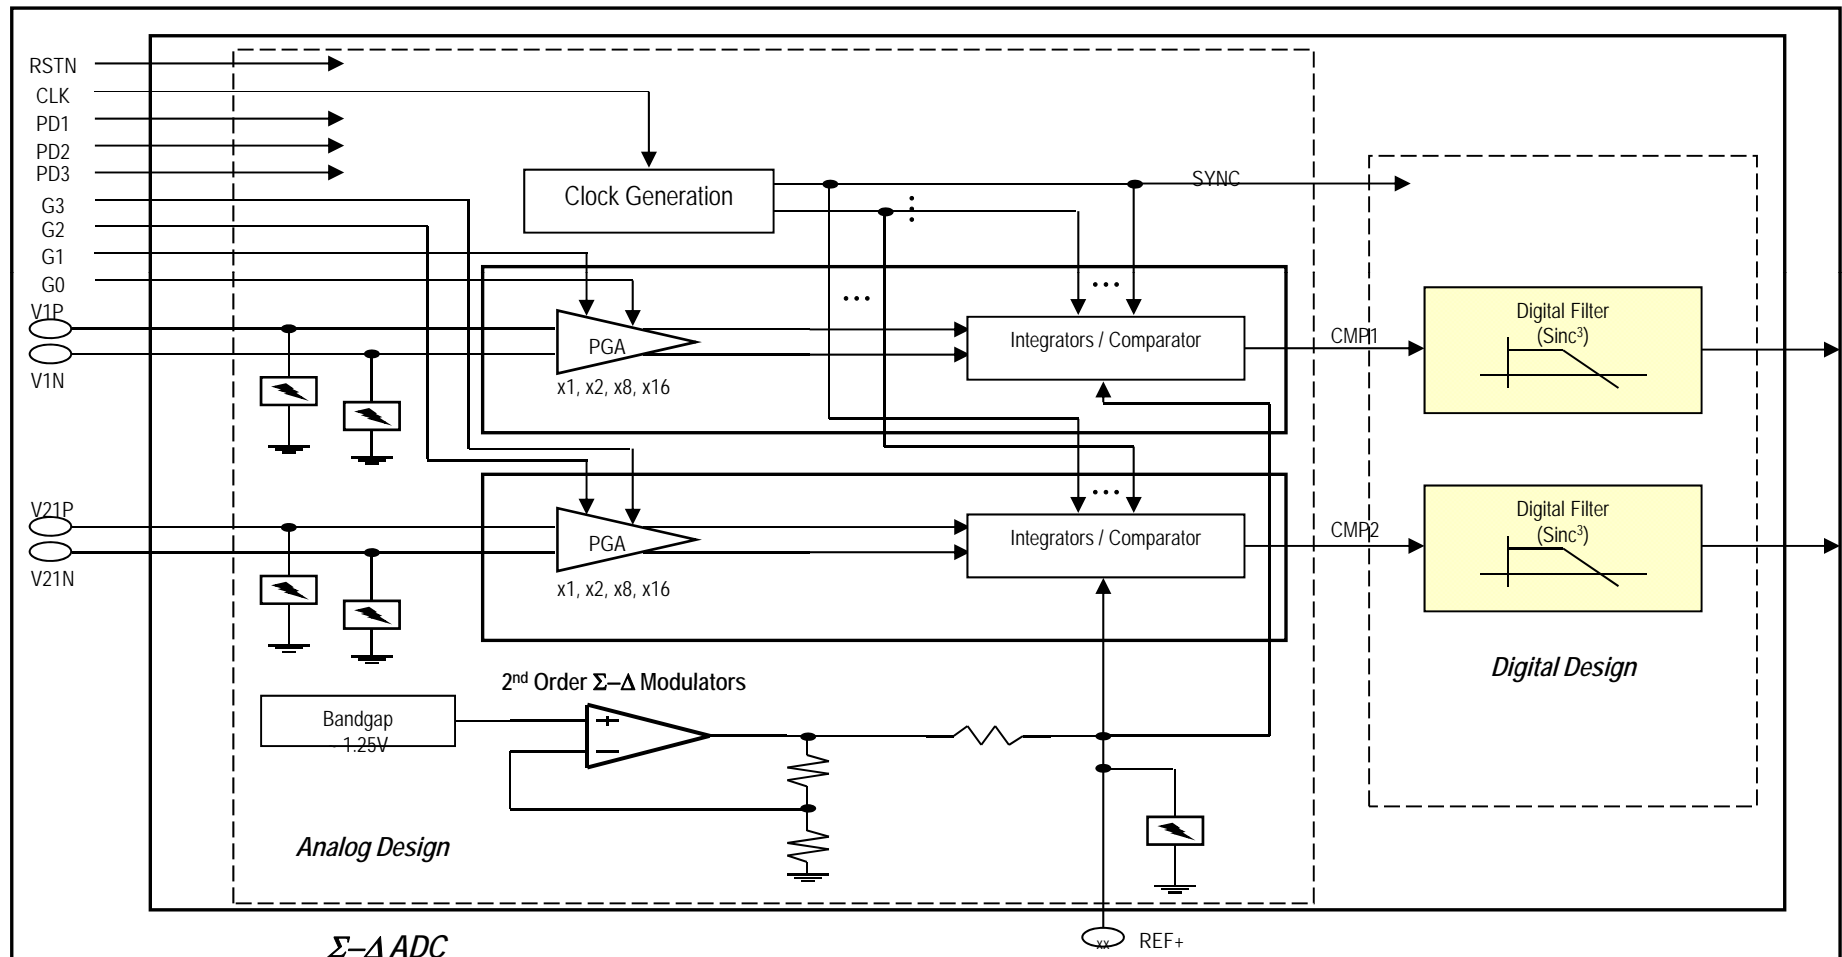 RSTN
CLK
PD1
PD2
PD3
G3
G2
G1
G0
V1P
V1N
V21P
V21N
Clock Generation
SYNC
PGA
x1, x2, x8, x16
Integrators / Comparator
CMP1
Digital Filter
(Sinc³)
PGA
x1, x2, x8, x16
Integrators / Comparator
CMP2
Digital Filter
(Sinc³)
2nd Order Σ–Δ Modulators
Digital Design
Bandgap
~ 1.25V
+
–
Analog Design
Σ–Δ ADC
xx
REF+